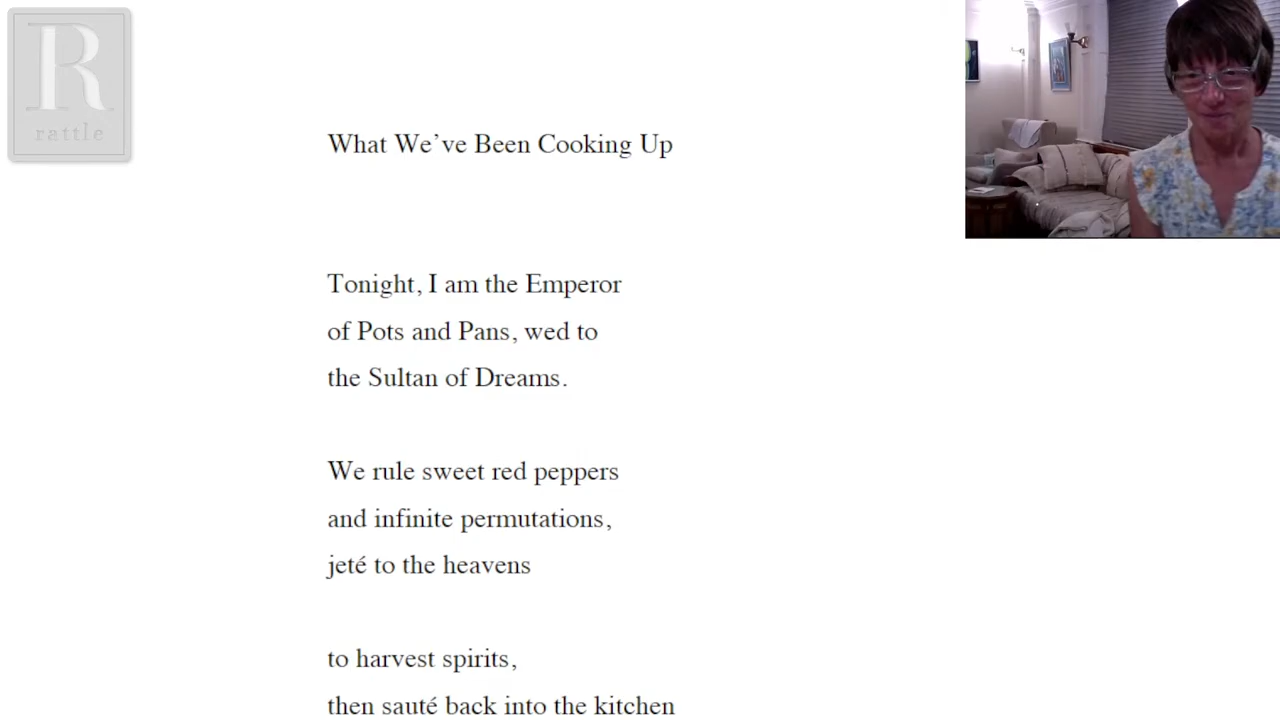 R
rattle
What We've Been Cooking Up
Tonight, I am the Emperor
of Pots and Pans, wed to
the Sultan of Dreams.
We rule sweet red peppers
and infinite permutations,
jeté to the heavens
to harvest spirits,
then sauté back into the kitchen